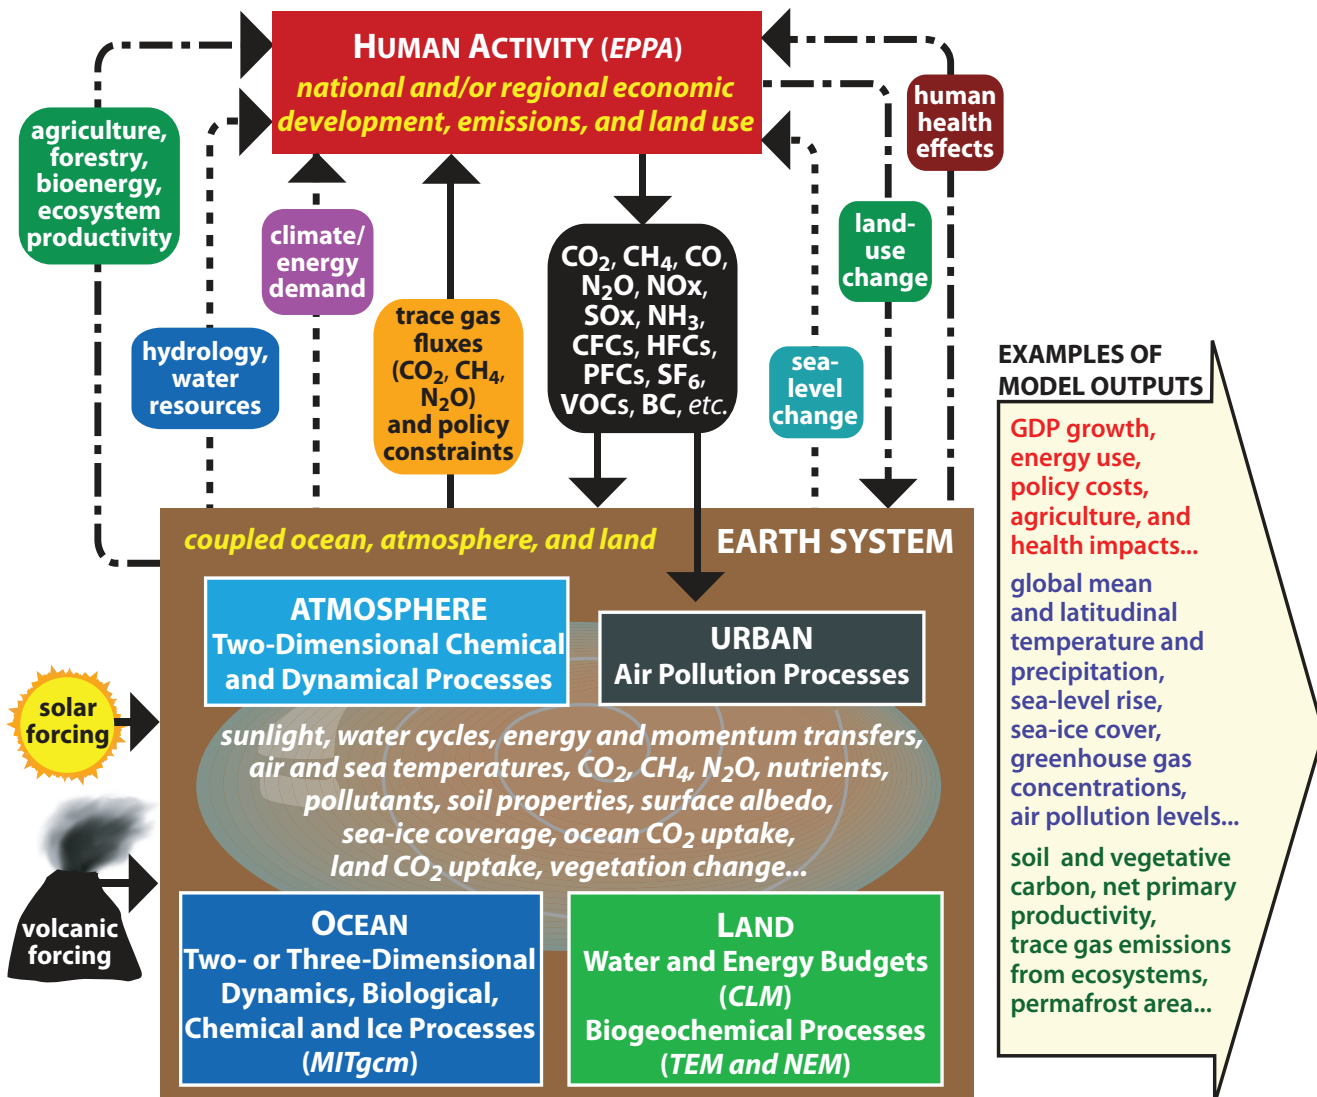 HUMAN ACTIVITY (EPPA)
national and/or regional economic
development, emissions, and land use
agriculture,
forestry,
bioenergy,
ecosystem
productivity
hydrology,
water
resources
climate/
energy
demand
trace gas
fluxes
(CO₂, CH₄,
N₂O)
and policy
constraints
CO₂, CH₄, CO,
N₂O, NOx,
SOx, NH₃,
CFCs, HFCs,
PFCs, SF₆,
VOCs, BC, etc.
sea-
level
change
land-
use
change
human
health
effects
coupled ocean, atmosphere, and land
EARTH SYSTEM
ATMOSPHERE
Two-Dimensional Chemical
and Dynamical Processes
URBAN
Air Pollution Processes
solar
forcing
volcanic
forcing
sunlight, water cycles, energy and momentum transfers,
air and sea temperatures, CO₂, CH₄, N₂O, nutrients,
pollutants, soil properties, surface albedo,
sea-ice coverage, ocean CO₂ uptake,
land CO₂ uptake, vegetation change...
OCEAN
Two- or Three-Dimensional
Dynamics, Biological,
Chemical and Ice Processes
(MITgcm)
LAND
Water and Energy Budgets
(CLM)
Biogeochemical Processes
(TEM and NEM)
EXAMPLES OF
MODEL OUTPUTS
GDP growth,
energy use,
policy costs,
agriculture, and
health impacts...
global mean
and latitudinal
temperature and
precipitation,
sea-level rise,
sea-ice cover,
greenhouse gas
concentrations,
air pollution levels...
soil and vegetative
carbon, net primary
productivity,
trace gas emissions
from ecosystems,
permafrost area...